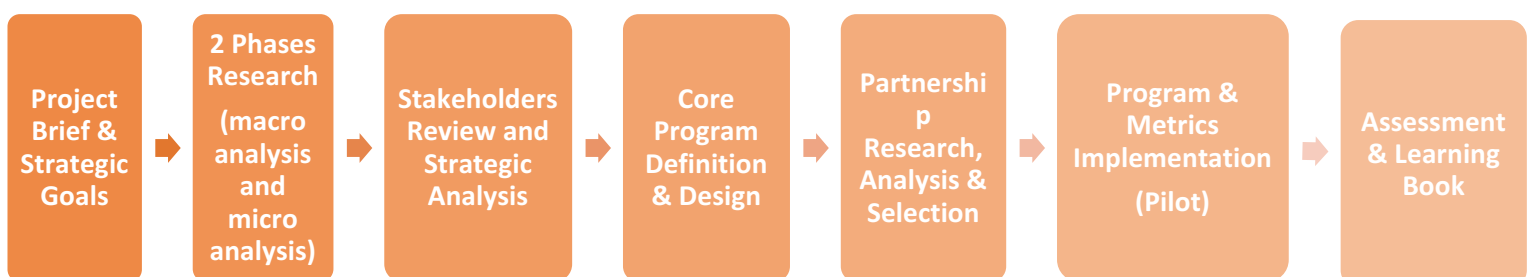 Project
Brief &
Strategic
Goals
2 Phases
Research
(macro
analysis
and
micro
analysis)
Stakeholders
Review and
Strategic
Analysis
Core
Program
Definition
& Design
Partnershi
p
Research,
Analysis &
Selection
Program &
Metrics
Implementation
(Pilot)
Assessment
& Learning
Book